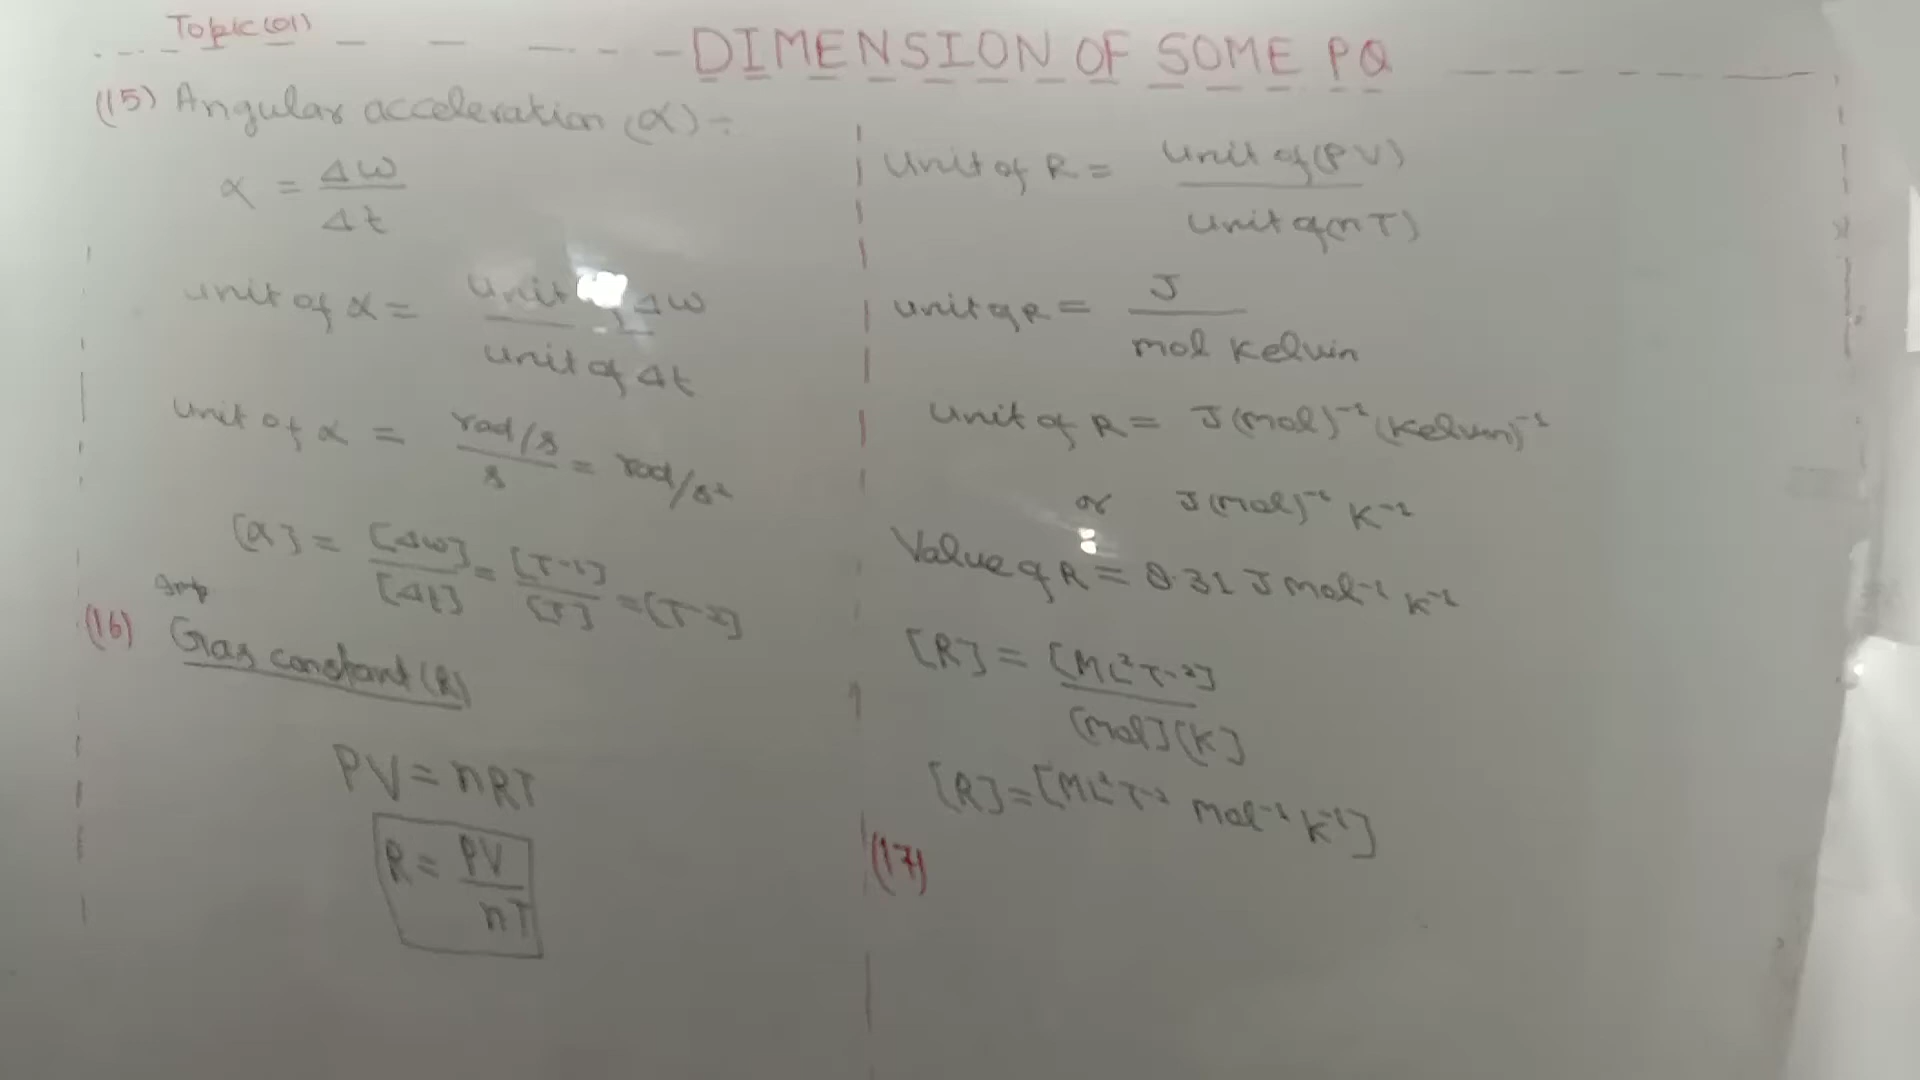 Topic(01)
DIMENSION OF SOME PQ
(15) Angular acceleration (α) :-
α = Δω / Δt
unit of α = unit Δω / unit of Δt
unit of α = rad/s / s = rad/s²
[α] = [Δω] / [Δt] = [T-1] / [T] = [T-2]
Imp
(16) Gas constant (R)
PV = nRT
R = PV / nT
unit of R = unit of (PV) / unit of (nT)
unit of R = J / mol Kelvin
unit of R = J(mol)⁻¹ (Kelvin)⁻¹
or J(mol)⁻¹ K⁻¹
Value of R = 8.31 J mol⁻¹ K⁻¹
[R] = [ML²T-2] / [mol][K]
[R] = [ML²T-2 mol⁻¹ K⁻¹]
(17)